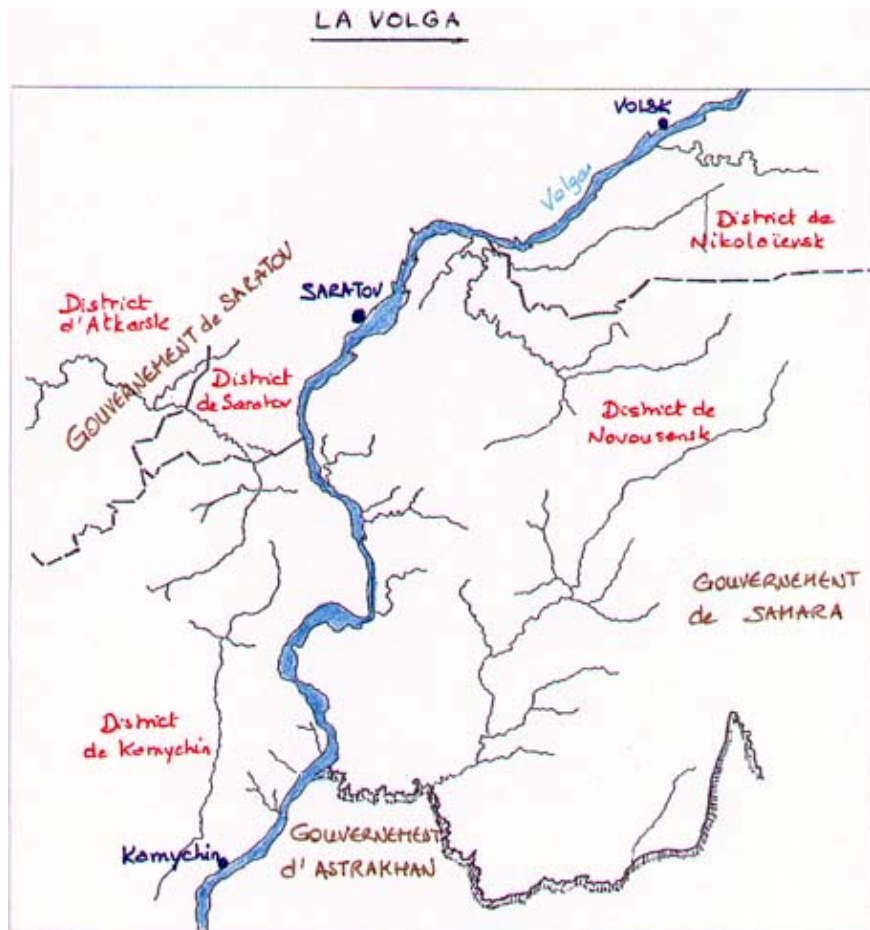 LA VOLGA
VOLSK
Volga
District de
Nikolaïevsk
SARATOV
District
d'Atkarsk
GOUVERNEMENT de SARATOV
District
de Saratov
District de
Novousensk
GOUVERNEMENT
de SAMARA
District
de Kamychin
Kamychin
GOUVERNEMENT
d'ASTRAKHAN